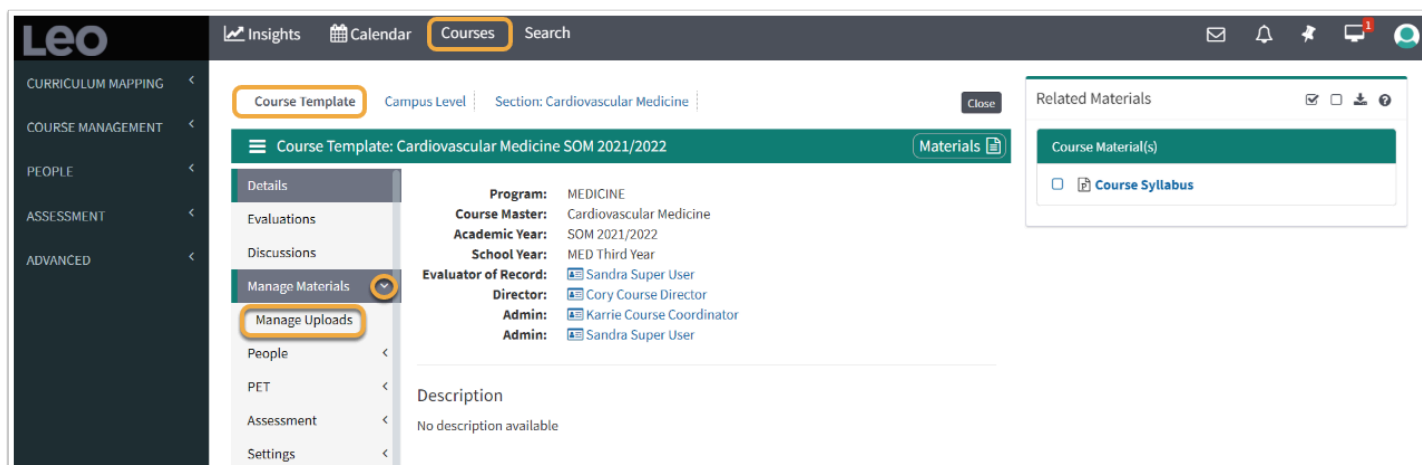 Leo
Insights
Calendar
Courses
Search
1
CURRICULUM MAPPING
COURSE MANAGEMENT
PEOPLE
ASSESSMENT
ADVANCED
Course Template
Campus Level
Section: Cardiovascular Medicine
Close
Course Template: Cardiovascular Medicine SOM 2021/2022
Materials
Details
Evaluations
Discussions
Manage Materials
Manage Uploads
People
PET
Assessment
Settings
Program: MEDICINE
Course Master: Cardiovascular Medicine
Academic Year: SOM 2021/2022
School Year: MED Third Year
Evaluator of Record: Sandra Super User
Director: Cory Course Director
Admin: Karrie Course Coordinator
Admin: Sandra Super User
Description
No description available
Related Materials
Course Material(s)
Course Syllabus